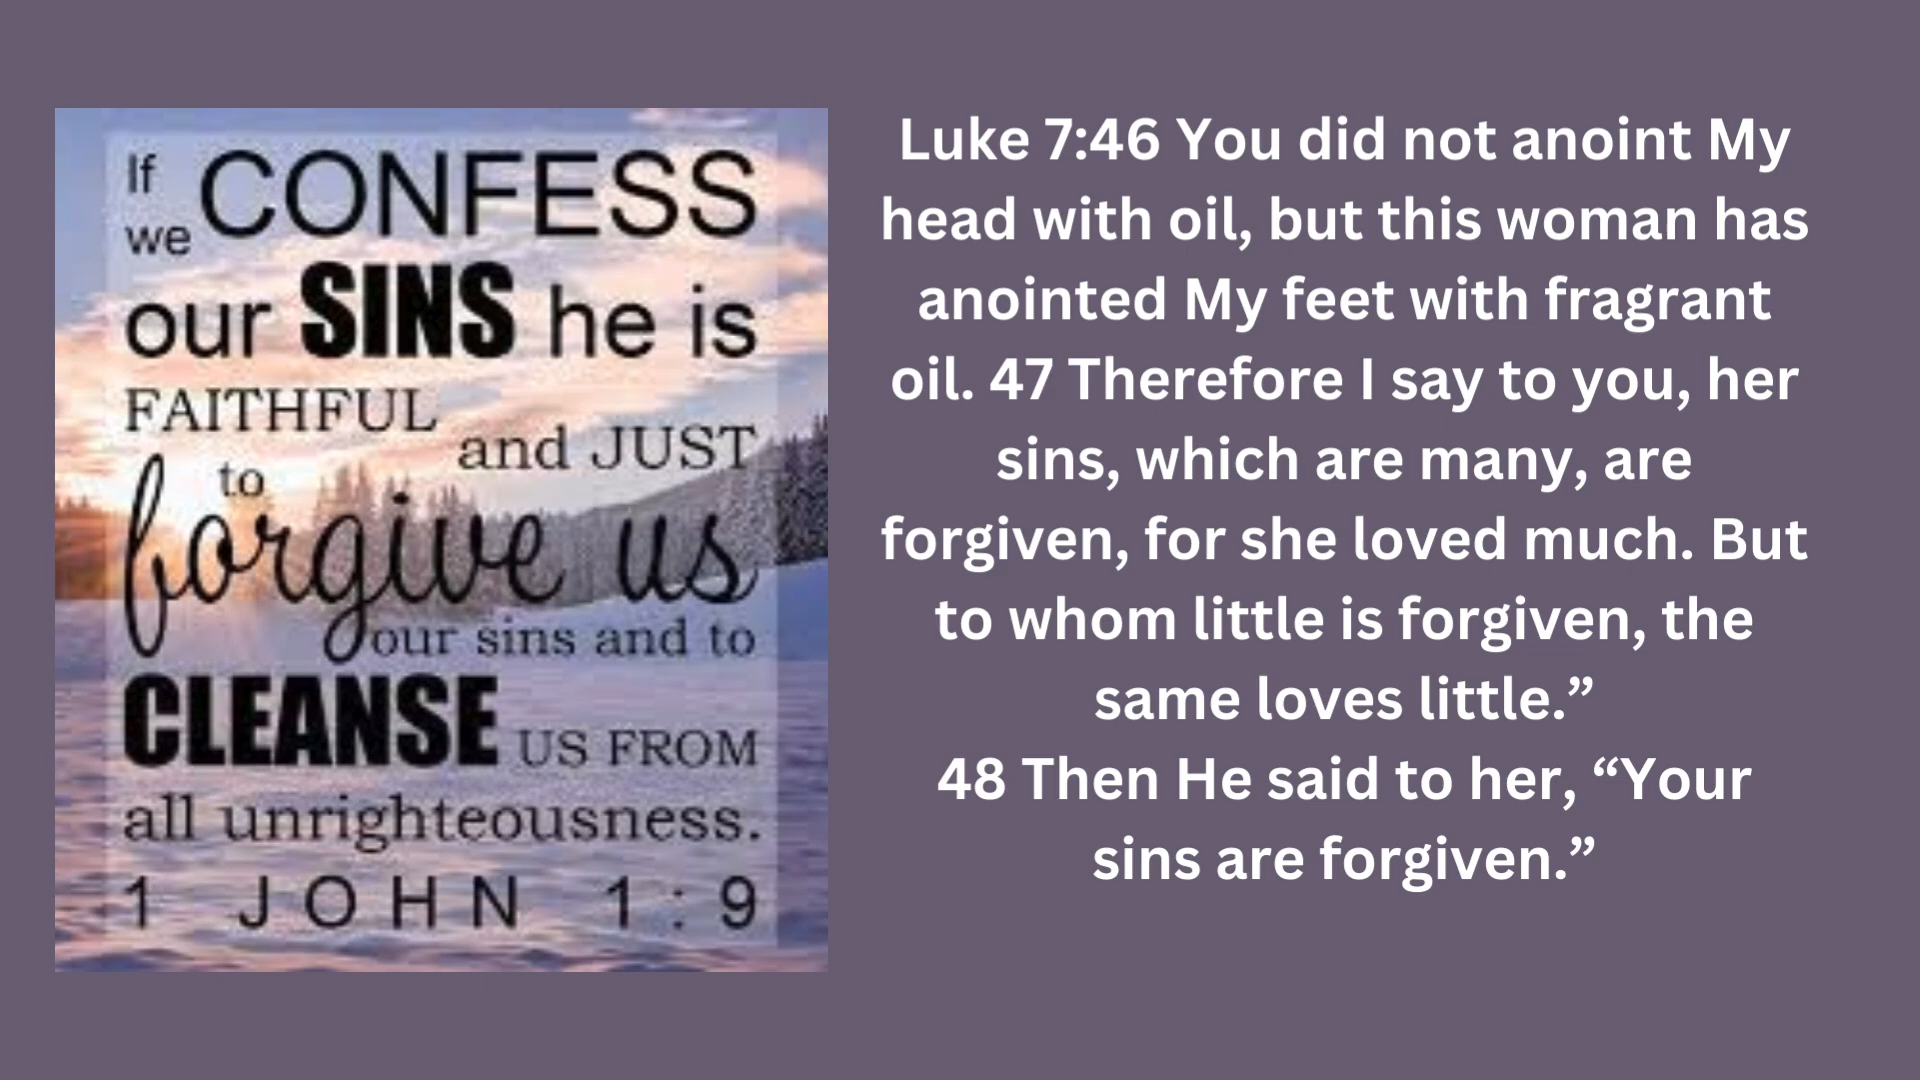 If
we CONFESS
our SINS he is
FAITHFUL
and JUST
to
forgive us
our sins and to
CLEANSE US FROM
all unrighteousness.
1 JOHN 1:9
Luke 7:46 You did not anoint My
head with oil, but this woman has
anointed My feet with fragrant
oil. 47 Therefore I say to you, her
sins, which are many, are
forgiven, for she loved much. But
to whom little is forgiven, the
same loves little.”
48 Then He said to her, “Your
sins are forgiven.”